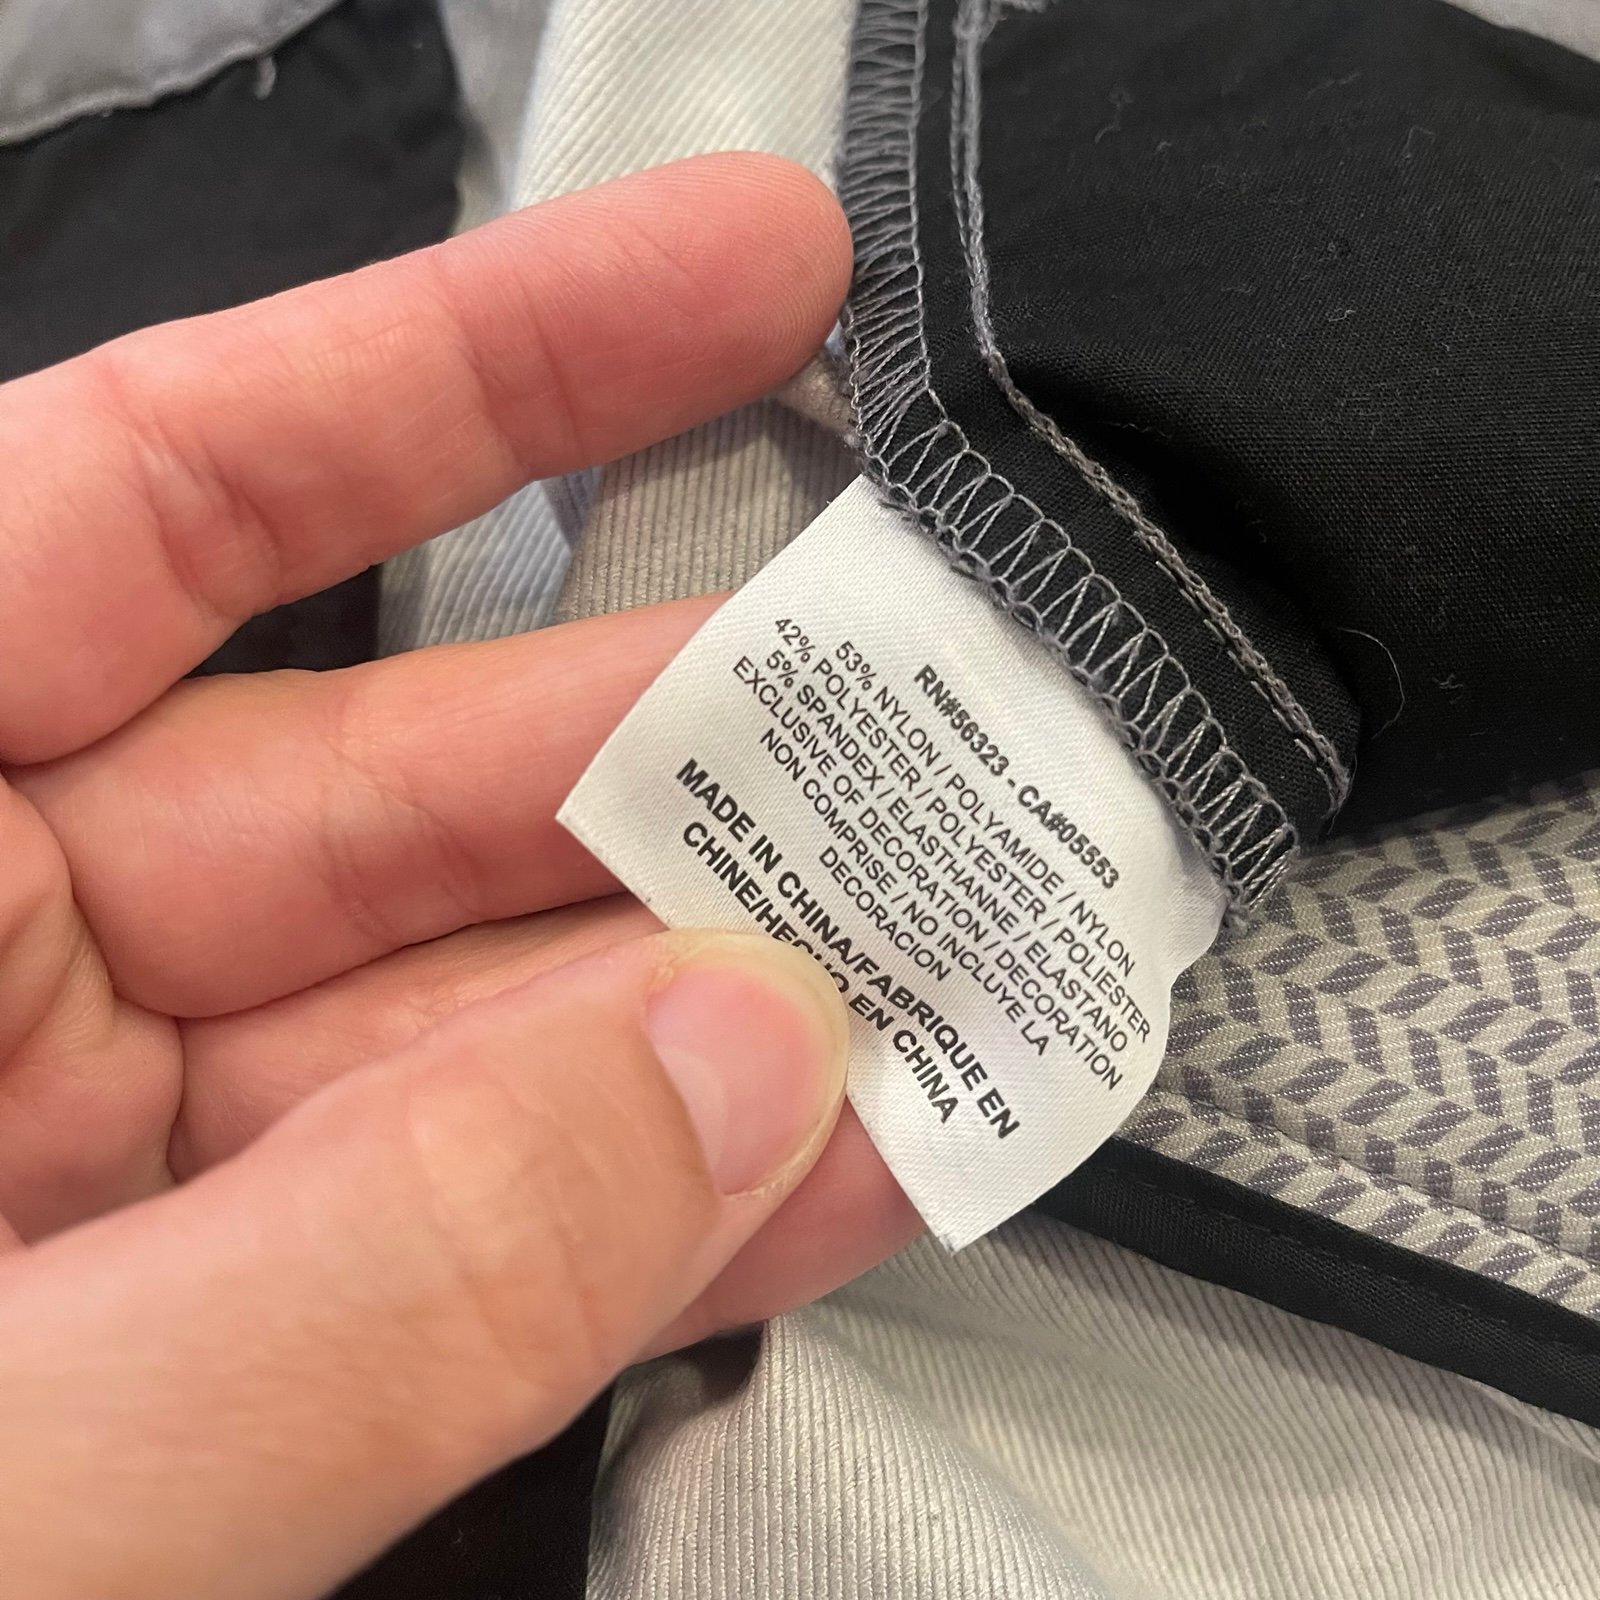 RN#56323 - CA#05553
53% NYLON / POLYAMIDE / NYLON
42% POLYESTER / POLYESTER / POLIESTER
5% SPANDEX / ELASTHANNE / ELASTANO
EXCLUSIVE OF DECORATION / DECORATION
NON COMPRISE / NO INCLUYE LA
DECORACION
MADE IN CHINA/FABRIQUE EN
CHINE/HECHO EN CHINA